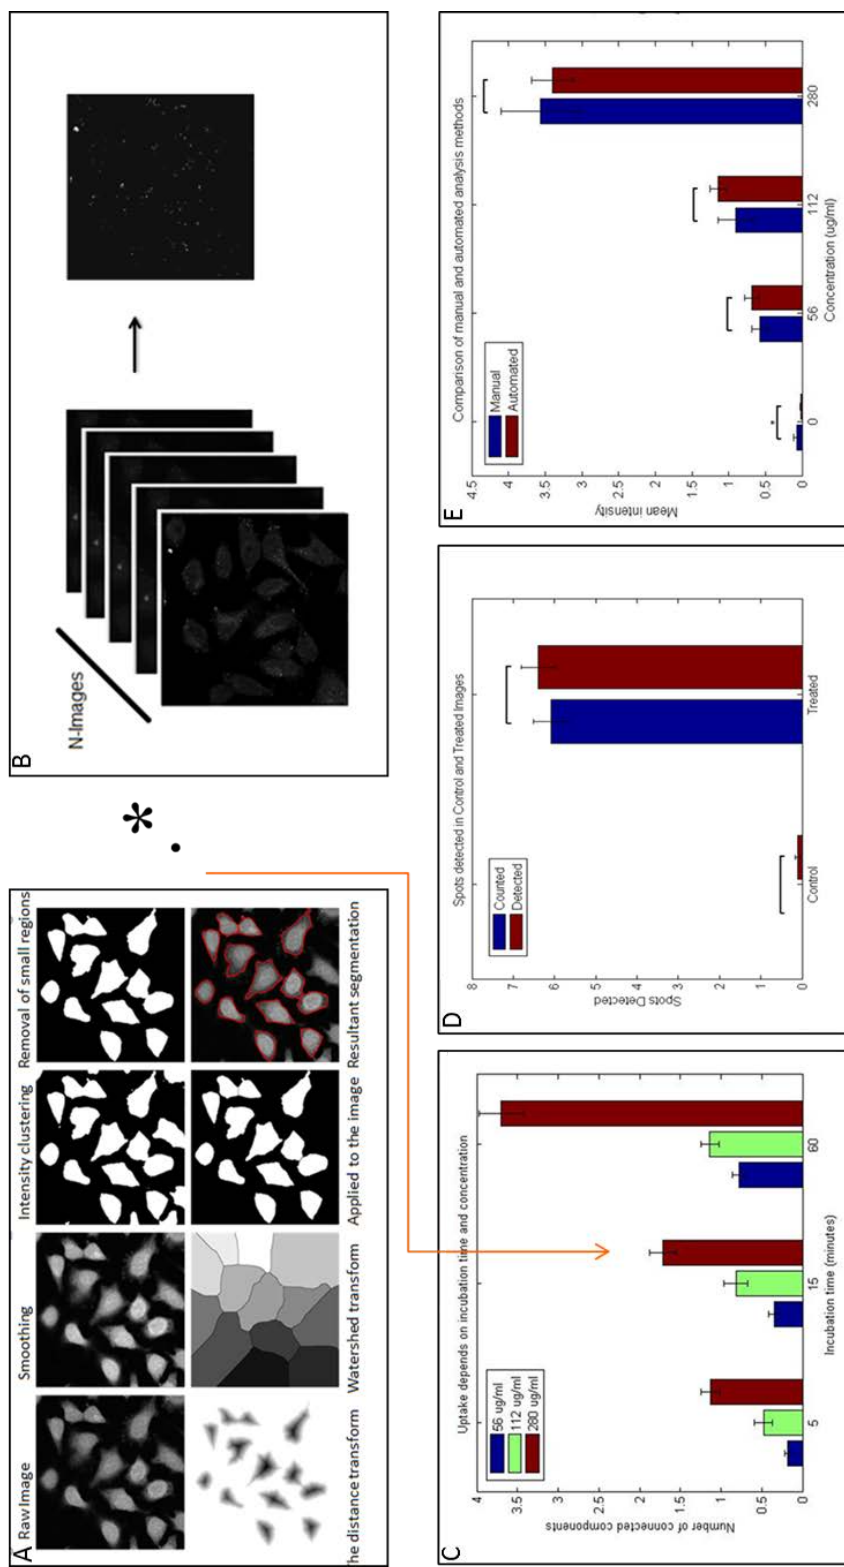 A
Raw Image
Smoothing
Intensity clustering
Removal of small regions
The distance transform
Watershed transform
Applied to the image
Resultant segmentation
*
.
B
N-Images
C
Uptake depends on incubation time and concentration
56 ug/ml
112 ug/ml
280 ug/ml
Number of connected components
4
3.5
3
2.5
2
1.5
1
0.5
0
5
15
60
Incubation time (minutes)
D
Spots detected in Control and Treated Images
Counted
Detected
Spots Detected
8
7
6
5
4
3
2
1
0
Control
Treated
E
Comparison of manual and automated analysis methods
Manual
Automated
Mean intensity
4.5
4
3.5
3
2.5
2
1.5
1
0.5
0
*
0
56
112
280
Concentration (ug/ml)